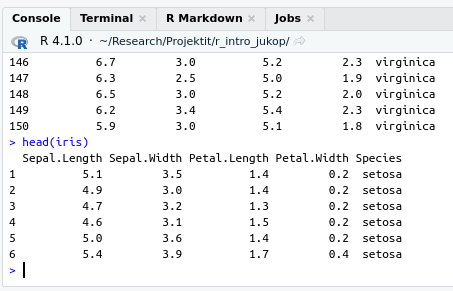 Console Terminal × R Markdown × Jobs ×
R R 4.1.0 · ~/Research/Projektit/r_intro_jukop/
146 6.7 3.0 5.2 2.3 virginica
147 6.3 2.5 5.0 1.9 virginica
148 6.5 3.0 5.2 2.0 virginica
149 6.2 3.4 5.4 2.3 virginica
150 5.9 3.0 5.1 1.8 virginica
> head(iris)
Sepal.Length Sepal.Width Petal.Length Petal.Width Species
1 5.1 3.5 1.4 0.2 setosa
2 4.9 3.0 1.4 0.2 setosa
3 4.7 3.2 1.3 0.2 setosa
4 4.6 3.1 1.5 0.2 setosa
5 5.0 3.6 1.4 0.2 setosa
6 5.4 3.9 1.7 0.4 setosa
>